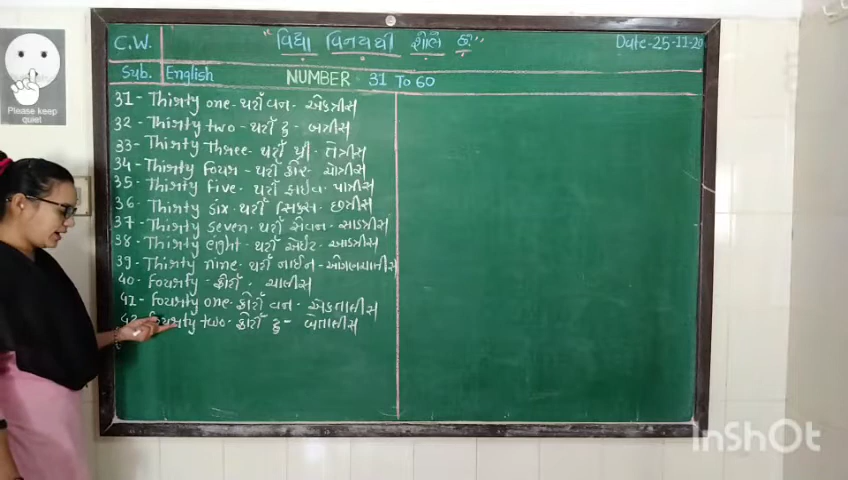 C.W.
"વિદ્યા વિનયથી શોભે છે."
Date-25-11-20
Sub. English
NUMBER 31 TO 60
31- Thirty one - થર્ટી વન - એકત્રીસ
32- Thirty two - થર્ટી ટુ - બત્રીસ
33- Thirty Three - થર્ટી થ્રી - તેત્રીસ
34- Thirty Four - થર્ટી ફોર - ચોત્રીસ
35- Thirty Five - થર્ટી ફાઈવ - પાત્રીસ
36- Thirty six - થર્ટી સિક્સ - છત્રીસ
37- Thirty seven - થર્ટી સેવન - સાડત્રીસ
38- Thirty eight - થર્ટી એઈટ - આડત્રીસ
39- Thirty nine - થર્ટી નાઈન - ઓગણચાલીસ
40- Fourty - ફોર્ટી - ચાલીસ
41- Fourty one - ફોર્ટી વન - એકતાલીસ
42- Fourty two - ફોર્ટી ટુ - બેતાલીસ
Please keep
quiet
InShOt